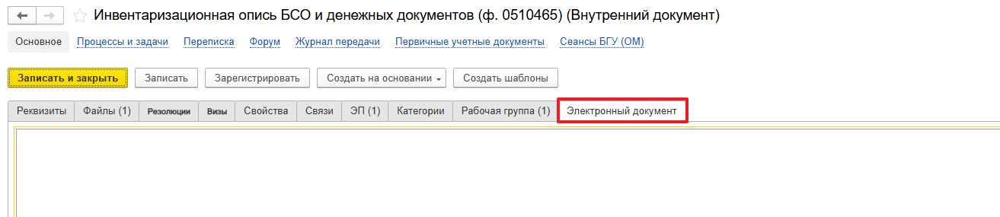 Инвентаризационная опись БСО и денежных документов (ф. 0510465) (Внутренний документ)
Основное Процессы и задачи Переписка Форум Журнал передачи Первичные учетные документы Сеансы БГУ (ОМ)
Записать и закрыть Записать Зарегистрировать Создать на основании Создать шаблоны
Реквизиты Файлы (1) Резолюции Визы Свойства Связи ЭП (1) Категории Рабочая группа (1) Электронный документ